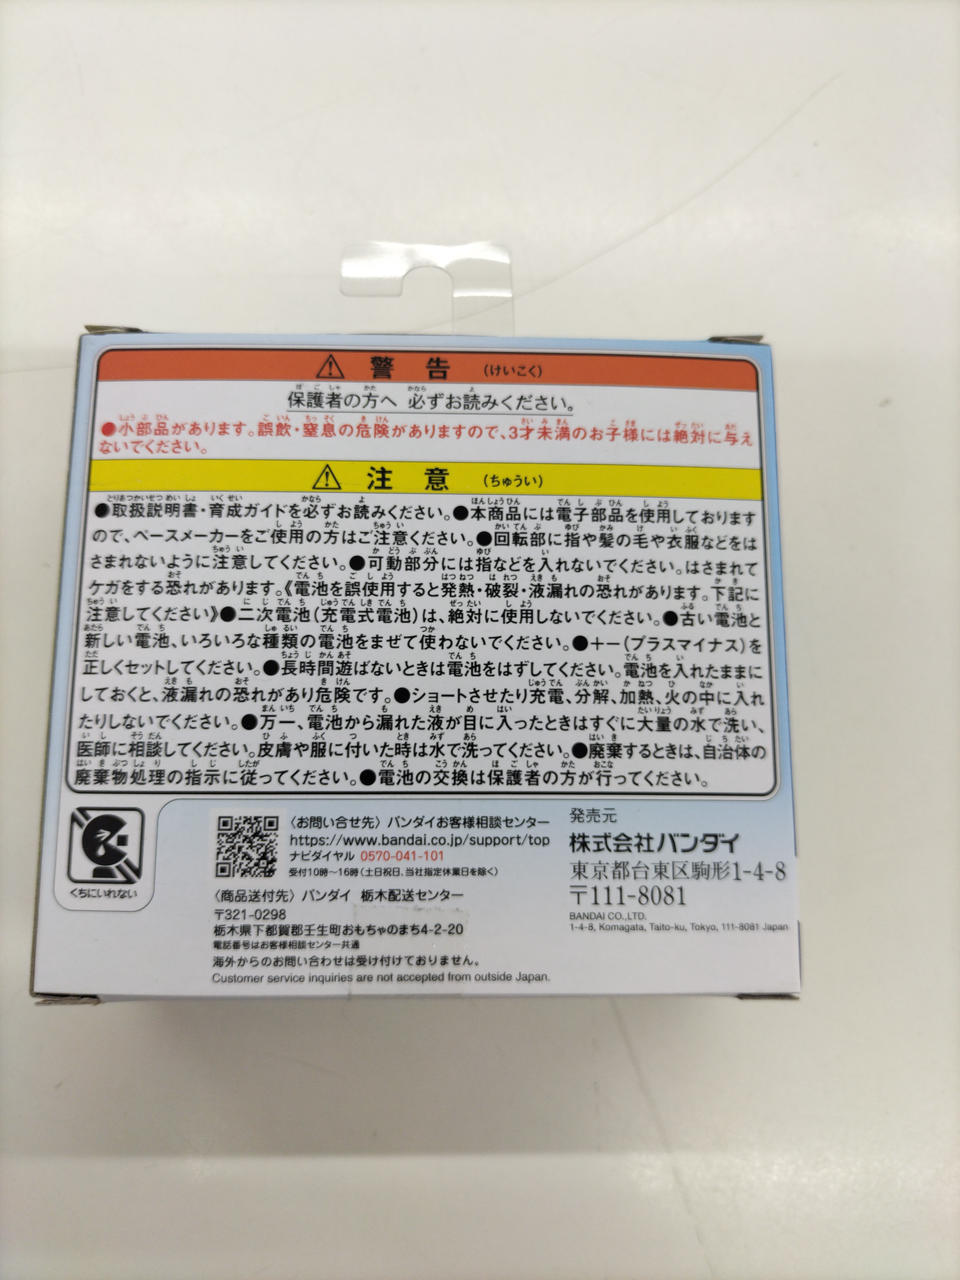 警告 (けいこく)
保護者の方へ 必ずお読みください。
●小部品があります。誤飲・窒息の危険がありますので、3才未満のお子様には絶対に与え
ないでください。
注意 (ちゅうい)
●取扱説明書・育成ガイドを必ずお読みください。●本商品には電子部品を使用しております
ので、ペースメーカーをご使用の方はご注意ください。●回転部に指や髪の毛や衣服などをは
さまれないように注意してください。●可動部分には指などを入れないでください。はさまれて
ケガをする恐れがあります。《電池を誤使用すると発熱・破裂・液漏れの恐れがあります。下記に
注意してください》●二次電池(充電式電池)は、絶対に使用しないでください。●古い電池と
新しい電池、いろいろな種類の電池をまぜて使わないでください。●+-(プラスマイナス)を
正しくセットしてください。●長時間遊ばないときは電池をはずしてください。電池を入れたままに
しておくと、液漏れの恐れがあり危険です。●ショートさせたり充電、分解、加熱、火の中に入れ
たりしないでください。●万一、電池から漏れた液が目に入ったときはすぐに大量の水で洗い、
医師に相談してください。皮膚や服に付いた時は水で洗ってください。●廃棄するときは、自治体の
廃棄物処理の指示に従ってください。●電池の交換は保護者の方が行ってください。
くちにいれない
〈お問い合せ先〉バンダイお客様相談センター
https://www.bandai.co.jp/support/top
ナビダイヤル 0570-041-101
受付10時～16時(土日祝日、当社指定休業日を除く)
〈商品送付先〉バンダイ 栃木配送センター
〒321-0298
栃木県下都賀郡壬生町おもちゃのまち4-2-20
電話番号はお客様相談センター共通
海外からのお問い合わせは受け付けておりません。
Customer service inquiries are not accepted from outside Japan.
発売元
株式会社バンダイ
東京都台東区駒形1-4-8
〒111-8081
BANDAI CO.,LTD.
1-4-8, Komagata, Taito-ku, Tokyo, 111-8081 Japan